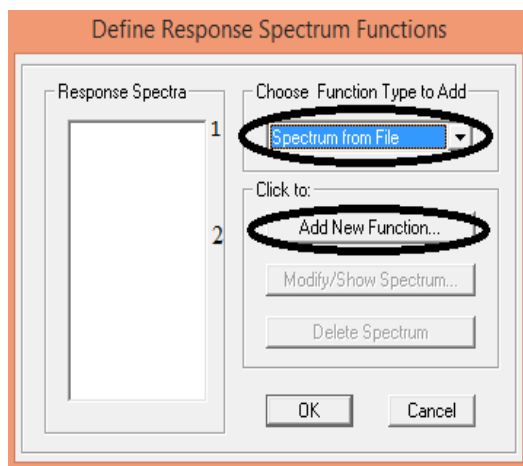 Define Response Spectrum Functions
Response Spectra
Choose Function Type to Add
1
Spectrum from File
Click to:
2
Add New Function...
Modify/Show Spectrum...
Delete Spectrum
OK
Cancel